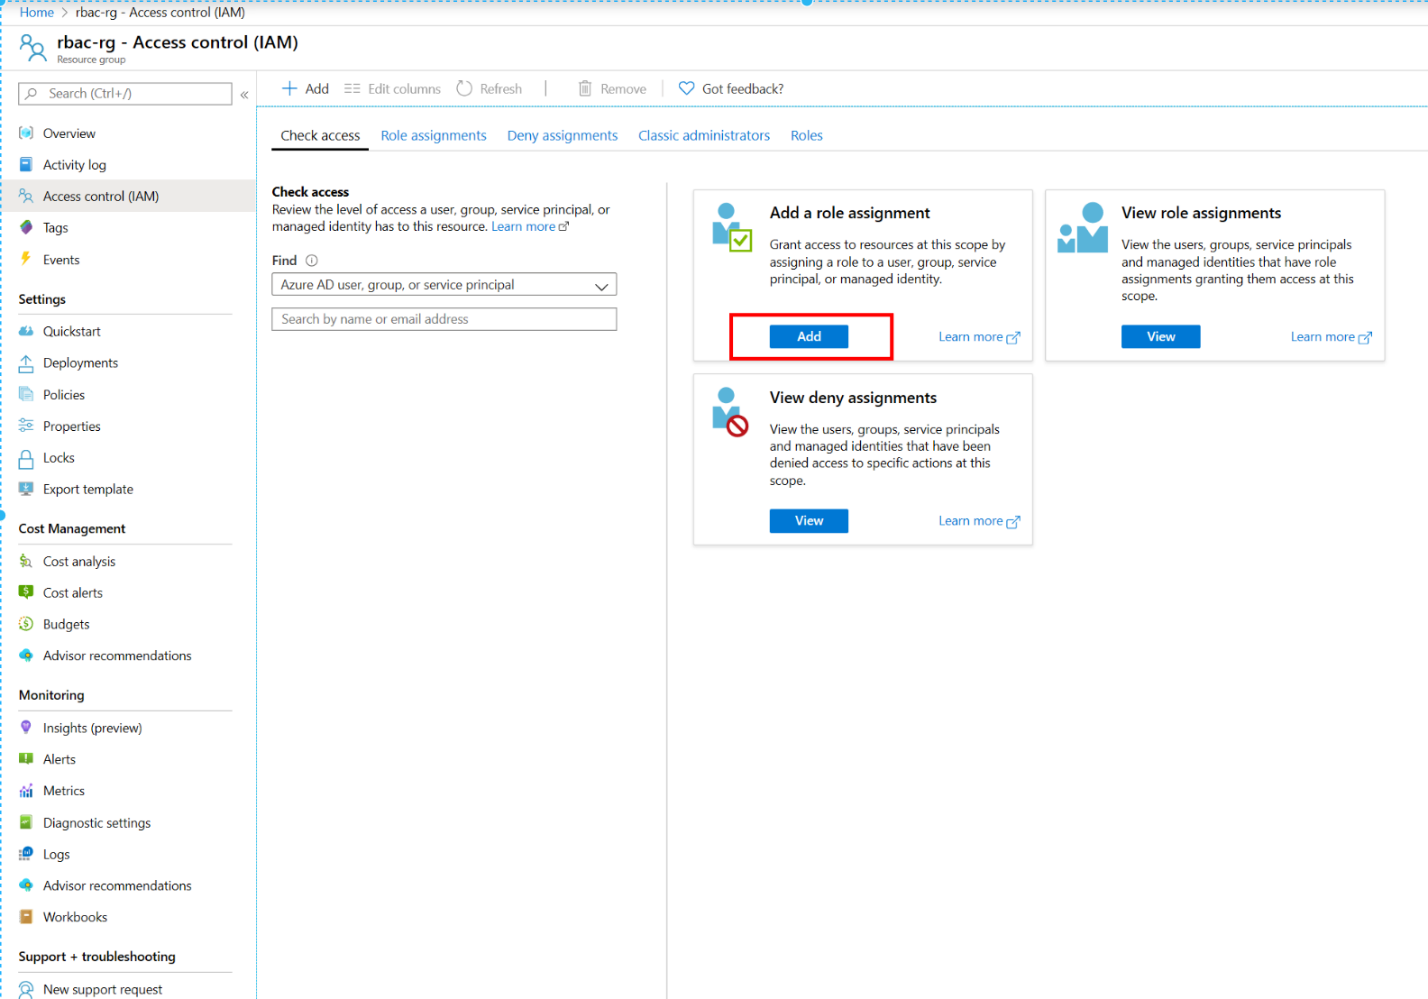 Home > rbac-rg - Access control (IAM)
rbac-rg - Access control (IAM)
Resource group
Search (Ctrl+/)
«
Overview
Activity log
Access control (IAM)
Tags
Events
Settings
Quickstart
Deployments
Policies
Properties
Locks
Export template
Cost Management
Cost analysis
Cost alerts
Budgets
Advisor recommendations
Monitoring
Insights (preview)
Alerts
Metrics
Diagnostic settings
Logs
Advisor recommendations
Workbooks
Support + troubleshooting
New support request
Add Edit columns Refresh | Remove Got feedback?
Check access Role assignments Deny assignments Classic administrators Roles
Check access
Review the level of access a user, group, service principal, or
managed identity has to this resource. Learn more
Find
Azure AD user, group, or service principal
Search by name or email address
Add a role assignment
Grant access to resources at this scope by
assigning a role to a user, group, service
principal, or managed identity.
Add Learn more
View role assignments
View the users, groups, service principals
and managed identities that have role
assignments granting them access at this
scope.
View Learn more
View deny assignments
View the users, groups, service principals
and managed identities that have been
denied access to specific actions at this
scope.
View Learn more